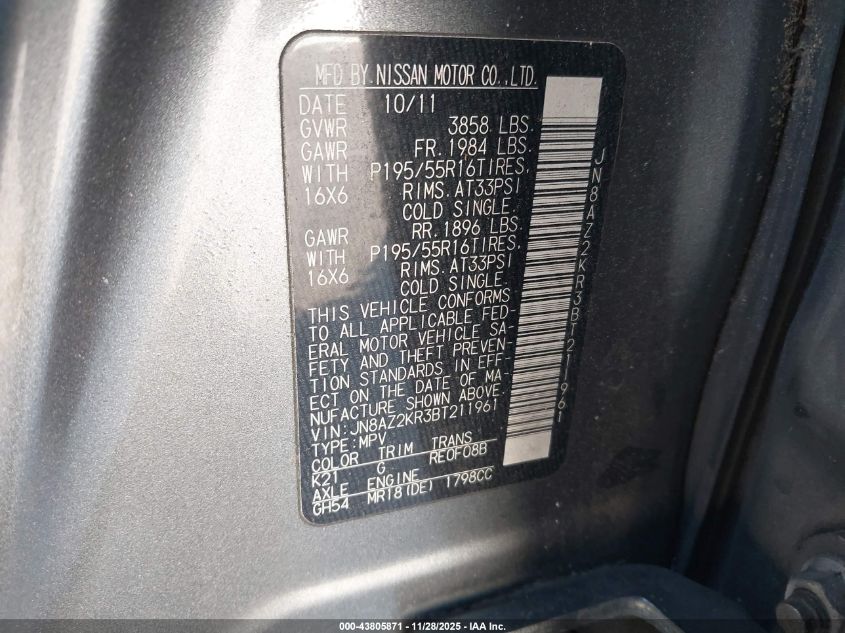 MFD BY NISSAN MOTOR CO.,LTD.
DATE 10/11
GVWR 3858 LBS.
GAWR FR. 1984 LBS.
WITH P195/55R16TIRES,
16X6 RIMS. AT33PSI
COLD SINGLE.
GAWR RR. 1896 LBS.
WITH P195/55R16TIRES,
16X6 RIMS. AT33PSI
COLD SINGLE.
THIS VEHICLE CONFORMS
TO ALL APPLICABLE FED-
ERAL MOTOR VEHICLE SA-
FETY AND THEFT PREVEN-
TION STANDARDS IN EFF-
ECT ON THE DATE OF MA-
NUFACTURE SHOWN ABOVE.
VIN: JN8AZ2KR3BT211961
TYPE: MPV
COLOR TRIM TRANS
K21 G RE0F08B
AXLE ENGINE
GH54 MR18(DE) 1798CC
JN8AZ2KR3BT211961
000-43805871 — 11/28/2025 — IAA Inc.